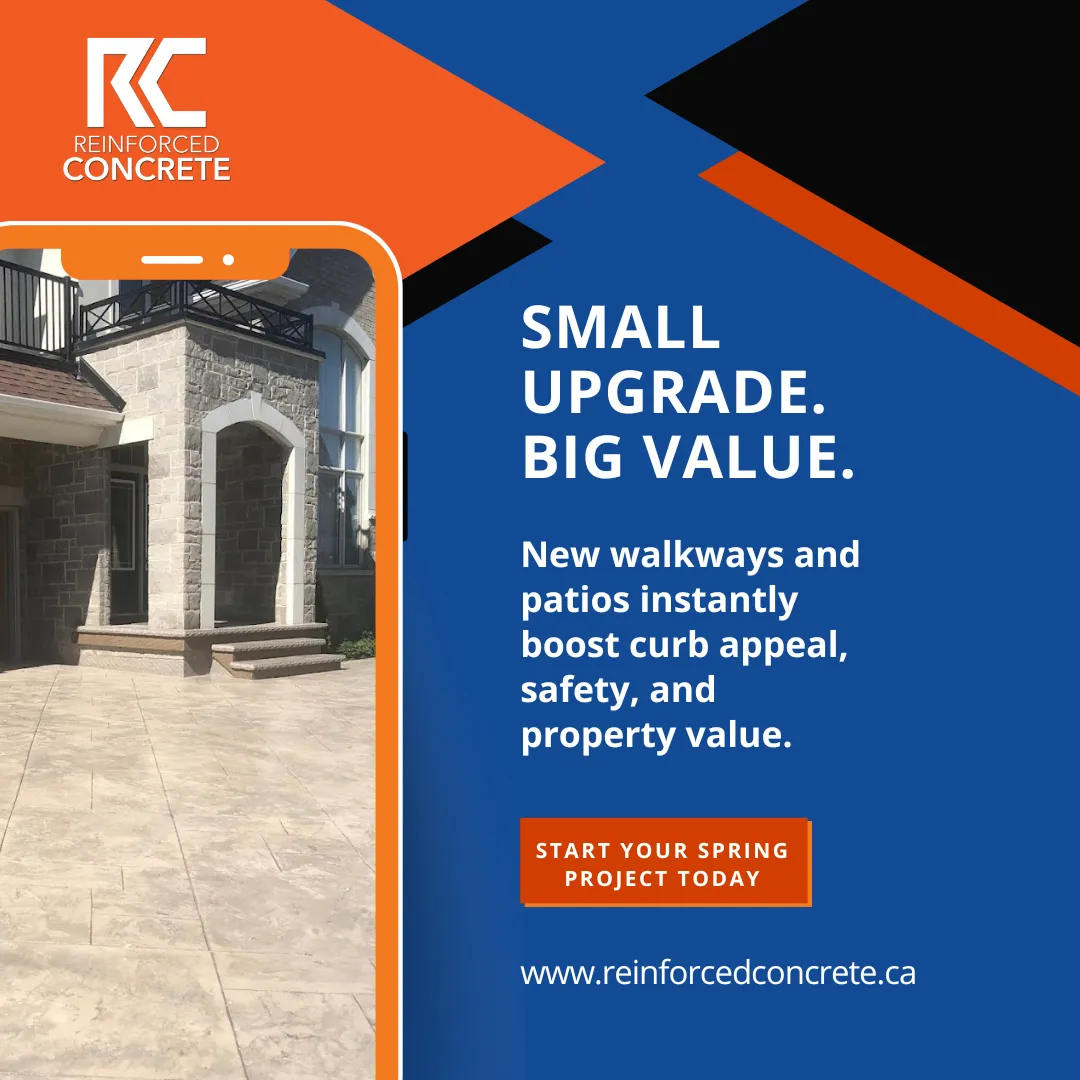 RC
REINFORCED
CONCRETE
SMALL
UPGRADE.
BIG VALUE.
New walkways and
patios instantly
boost curb appeal,
safety, and
property value.
START YOUR SPRING
PROJECT TODAY
www.reinforcedconcrete.ca